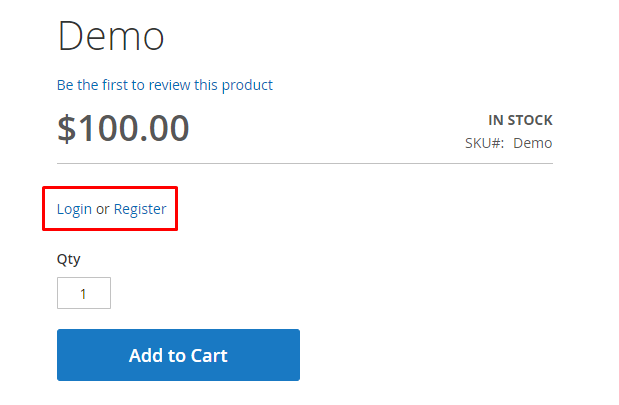 Demo
Be the first to review this product
$100.00
IN STOCK
SKU#: Demo
Login or Register
Qty
1
Add to Cart